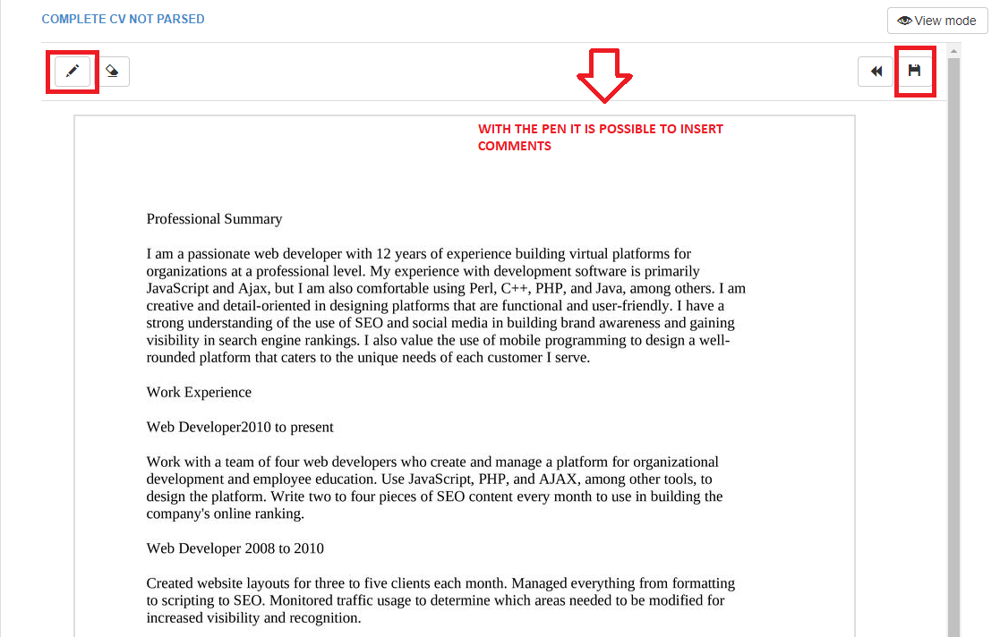 COMPLETE CV NOT PARSED
View mode
WITH THE PEN IT IS POSSIBLE TO INSERT
COMMENTS
Professional Summary
I am a passionate web developer with 12 years of experience building virtual platforms for
organizations at a professional level. My experience with development software is primarily
JavaScript and Ajax, but I am also comfortable using Perl, C++, PHP, and Java, among others. I am
creative and detail-oriented in designing platforms that are functional and user-friendly. I have a
strong understanding of the use of SEO and social media in building brand awareness and gaining
visibility in search engine rankings. I also value the use of mobile programming to design a well-
rounded platform that caters to the unique needs of each customer I serve.
Work Experience
Web Developer2010 to present
Work with a team of four web developers who create and manage a platform for organizational
development and employee education. Use JavaScript, PHP, and AJAX, among other tools, to
design the platform. Write two to four pieces of SEO content every month to use in building the
company's online ranking.
Web Developer 2008 to 2010
Created website layouts for three to five clients each month. Managed everything from formatting
to scripting to SEO. Monitored traffic usage to determine which areas needed to be modified for
increased visibility and recognition.